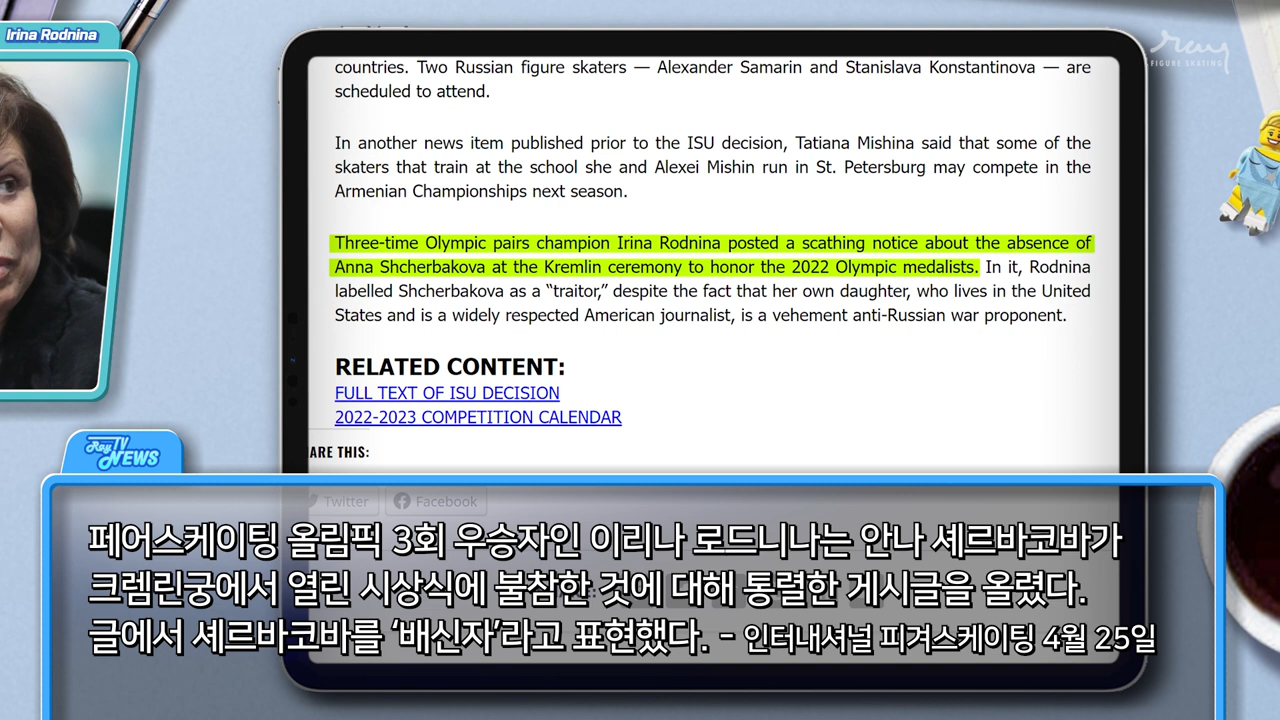 Irina Rodnina
ray
FIGURE SKATING
countries. Two Russian figure skaters — Alexander Samarin and Stanislava Konstantinova — are
scheduled to attend.
In another news item published prior to the ISU decision, Tatiana Mishina said that some of the
skaters that train at the school she and Alexei Mishin run in St. Petersburg may compete in the
Armenian Championships next season.
Three-time Olympic pairs champion Irina Rodnina posted a scathing notice about the absence of
Anna Shcherbakova at the Kremlin ceremony to honor the 2022 Olympic medalists. In it, Rodnina
labelled Shcherbakova as a “traitor,” despite the fact that her own daughter, who lives in the United
States and is a widely respected American journalist, is a vehement anti-Russian war proponent.
RELATED CONTENT:
FULL TEXT OF ISU DECISION
2022-2023 COMPETITION CALENDAR
ARE THIS:
Twitter Facebook
RayTV NEWS
페어스케이팅 올림픽 3회 우승자인 이리나 로드니나는 안나 셰르바코바가
크렘린궁에서 열린 시상식에 불참한 것에 대해 통렬한 게시글을 올렸다.
글에서 셰르바코바를 ‘배신자’라고 표현했다. - 인터내셔널 피겨스케이팅 4월 25일